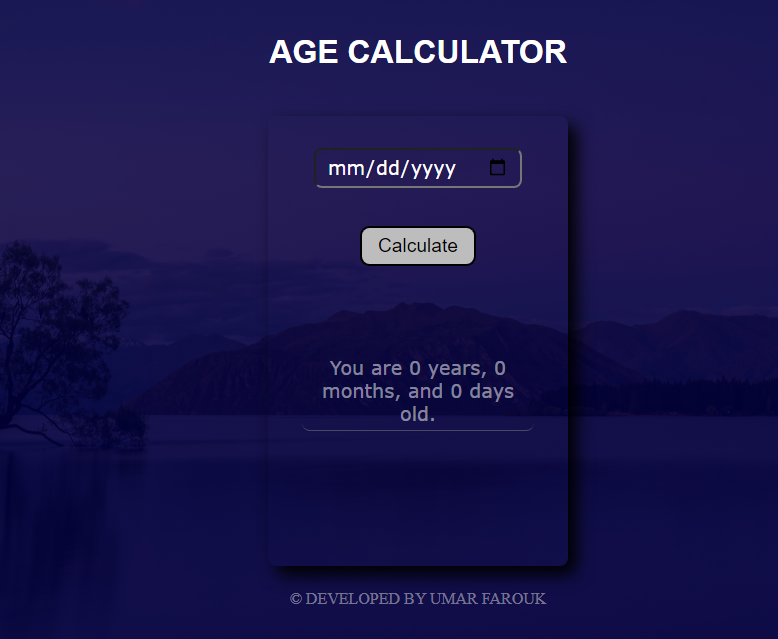 AGE CALCULATOR
mm/dd/yyyy
Calculate
You are 0 years, 0
months, and 0 days
old.
© DEVELOPED BY UMAR FAROUK